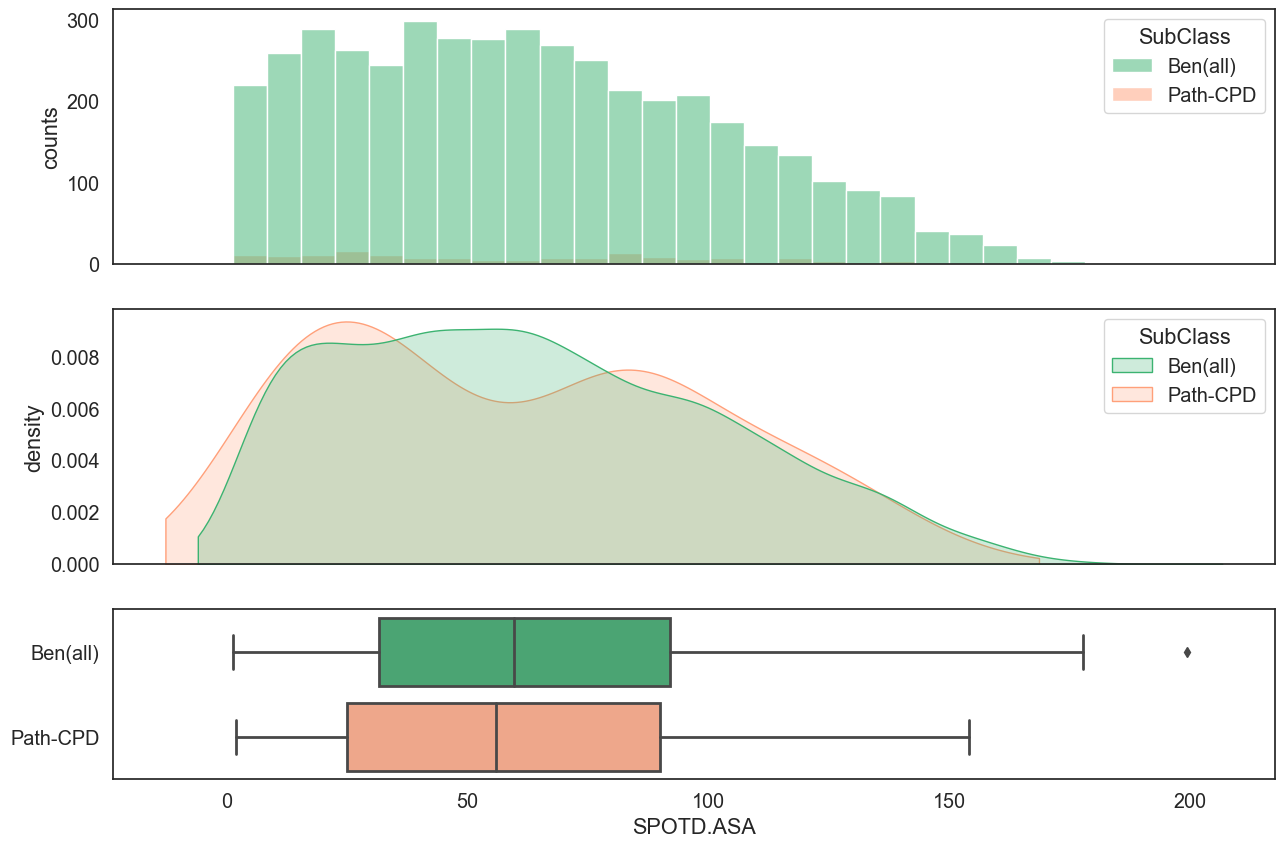 300
200
100
0
counts
SubClass
Ben(all)
Path-CPD
0.008
0.006
0.004
0.002
0.000
density
SubClass
Ben(all)
Path-CPD
Ben(all)
Path-CPD
0 50 100 150 200
SPOTD.ASA